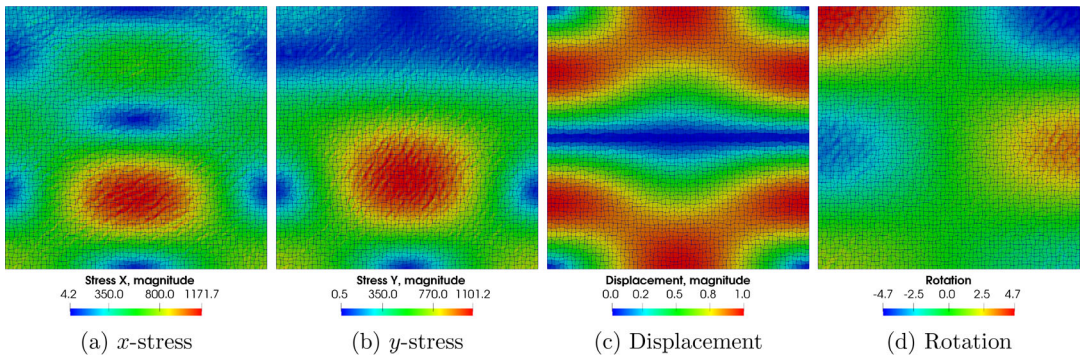 Stress X, magnitude
4.2 350.0 800.0 1171.7
(a) x-stress
Stress Y, magnitude
0.5 350.0 770.0 1101.2
(b) y-stress
Displacement, magnitude
0.0 0.2 0.5 0.8 1.0
(c) Displacement
Rotation
-4.7 -2.5 0.0 2.5 4.7
(d) Rotation